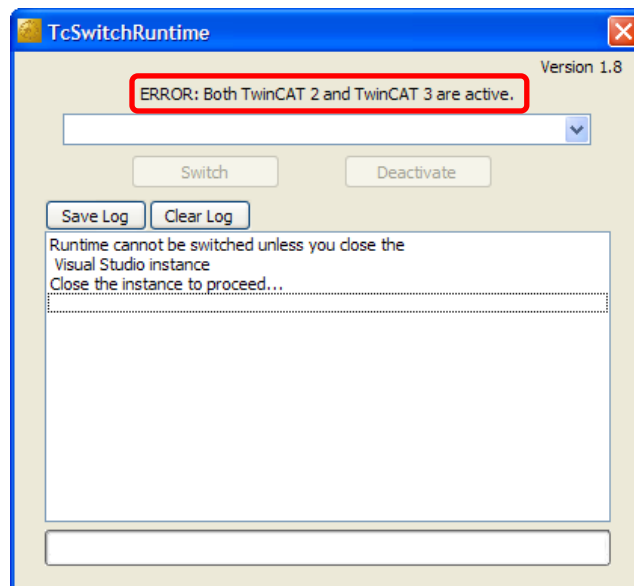 TcSwitchRuntime
Version 1.8
ERROR: Both TwinCAT 2 and TwinCAT 3 are active.
Switch Deactivate
Save Log Clear Log
Runtime cannot be switched unless you close the
Visual Studio instance
Close the instance to proceed...